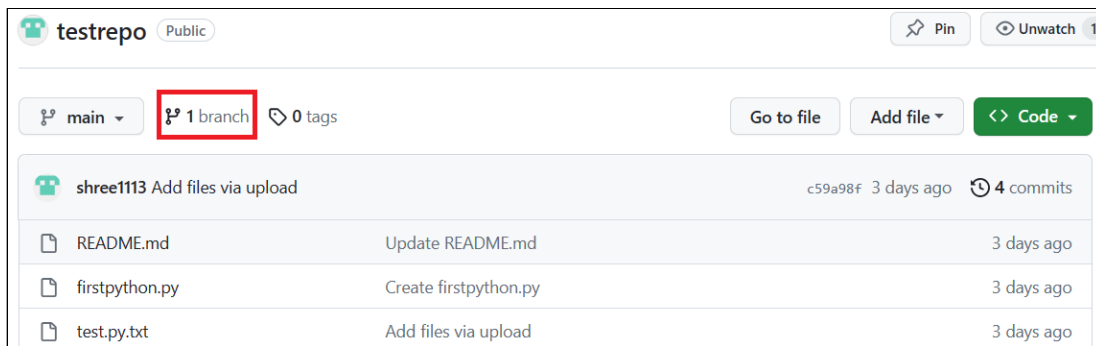 testrepo Public Pin Unwatch 1
main 1 branch 0 tags Go to file Add file <> Code
shree1113 Add files via upload c59a98f 3 days ago 4 commits
README.md Update README.md 3 days ago
firstpython.py Create firstpython.py 3 days ago
test.py.txt Add files via upload 3 days ago